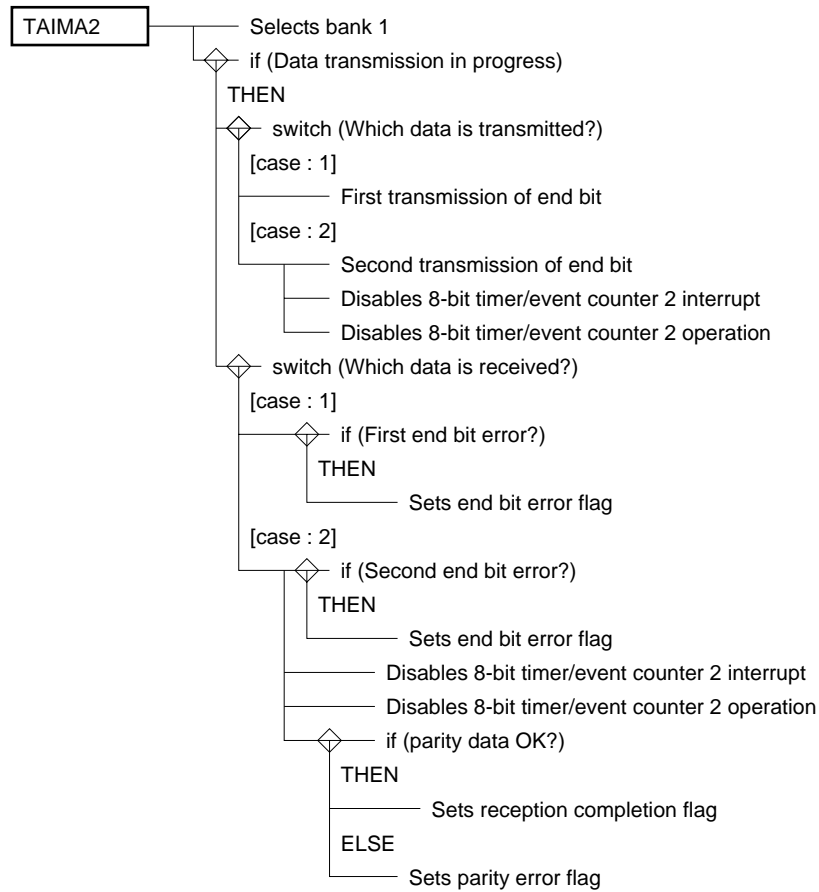 TAIMA2
Selects bank 1
if (Data transmission in progress)
THEN
switch (Which data is transmitted?)
[case : 1]
First transmission of end bit
[case : 2]
Second transmission of end bit
Disables 8-bit timer/event counter 2 interrupt
Disables 8-bit timer/event counter 2 operation
switch (Which data is received?)
[case : 1]
if (First end bit error?)
THEN
Sets end bit error flag
[case : 2]
if (Second end bit error?)
THEN
Sets end bit error flag
Disables 8-bit timer/event counter 2 interrupt
Disables 8-bit timer/event counter 2 operation
if (parity data OK?)
THEN
Sets reception completion flag
ELSE
Sets parity error flag